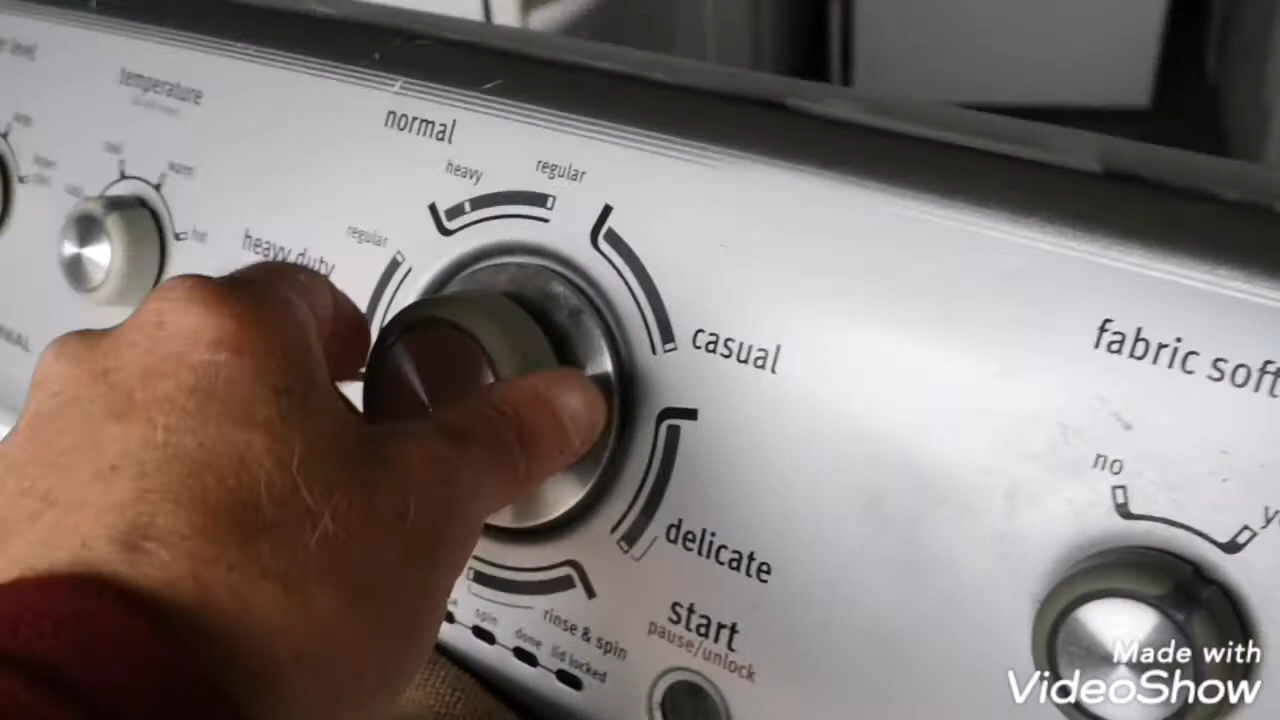 temperature
normal
heavy
regular
warm
hot
regular
heavy duty
casual
fabric soft
no
delicate
start
pause/unlock
rinse & spin
spin
done
lid locked
Made with
VideoShow